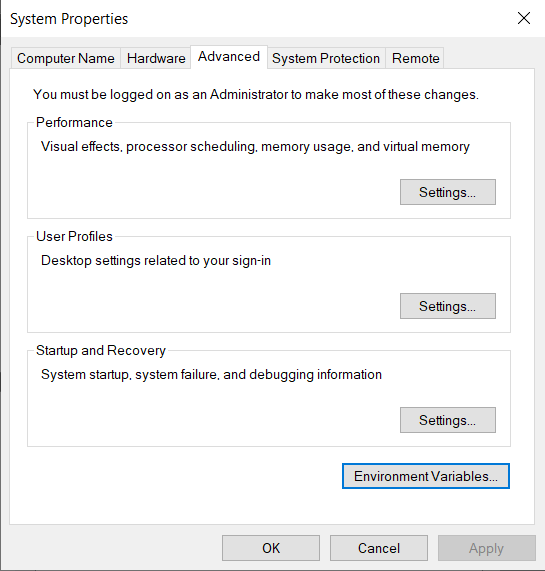 System Properties
Computer Name Hardware Advanced System Protection Remote
You must be logged on as an Administrator to make most of these changes.
Performance
Visual effects, processor scheduling, memory usage, and virtual memory
Settings...
User Profiles
Desktop settings related to your sign-in
Settings...
Startup and Recovery
System startup, system failure, and debugging information
Settings...
Environment Variables...
OK Cancel Apply